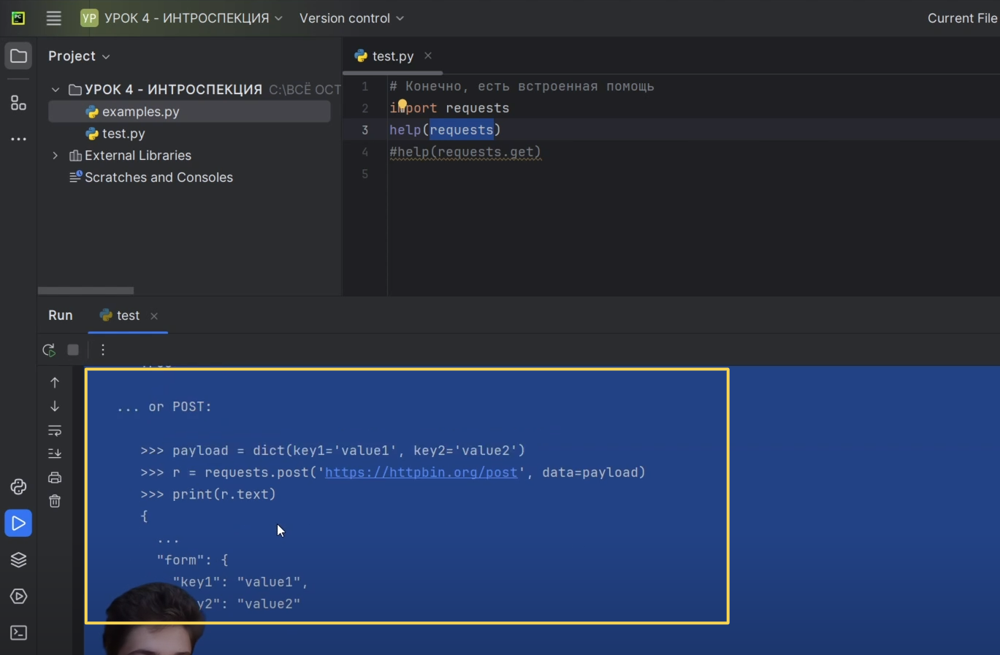 PC
УР УРОК 4 - ИНТРОСПЕКЦИЯ Version control Current File
Project
test.py
УРОК 4 - ИНТРОСПЕКЦИЯ C:\ВСЁ ОСТ
examples.py
test.py
External Libraries
Scratches and Consoles
1 # Конечно, есть встроенная помощь
2 import requests
3 help(requests)
4 #help(requests.get)
5
Run test
... or POST:
>>> payload = dict(key1='value1', key2='value2')
>>> r = requests.post('https://httpbin.org/post', data=payload)
>>> print(r.text)
{
...
"form": {
"key1": "value1",
y2": "value2"